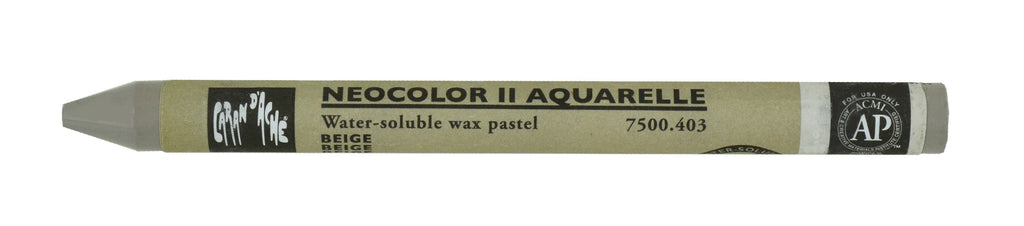 CARAN D'ACHE
NEOCOLOR II AQUARELLE
Water-soluble wax pastel 7500.403
BEIGE
BEIGE
FOR USA ONLY
ACMI
AP